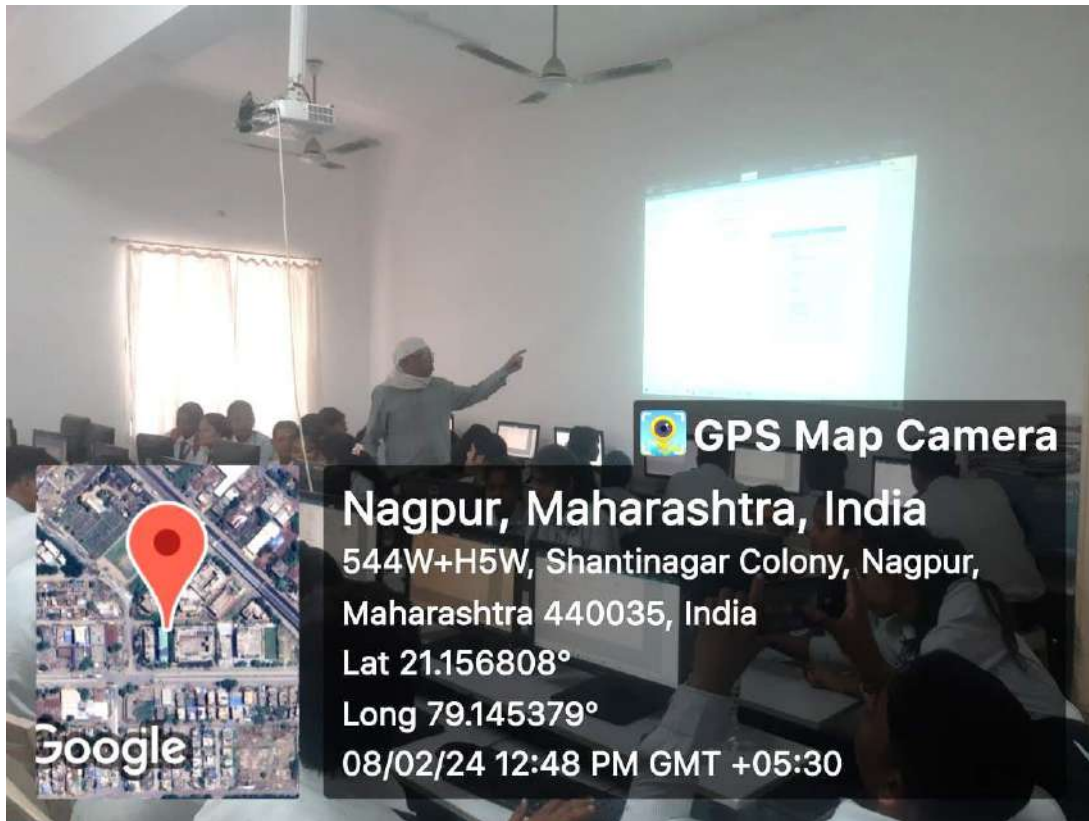 GPS Map Camera
Nagpur, Maharashtra, India
544W+H5W, Shantinagar Colony, Nagpur,
Maharashtra 440035, India
Lat 21.156808°
Long 79.145379°
08/02/24 12:48 PM GMT +05:30
Google